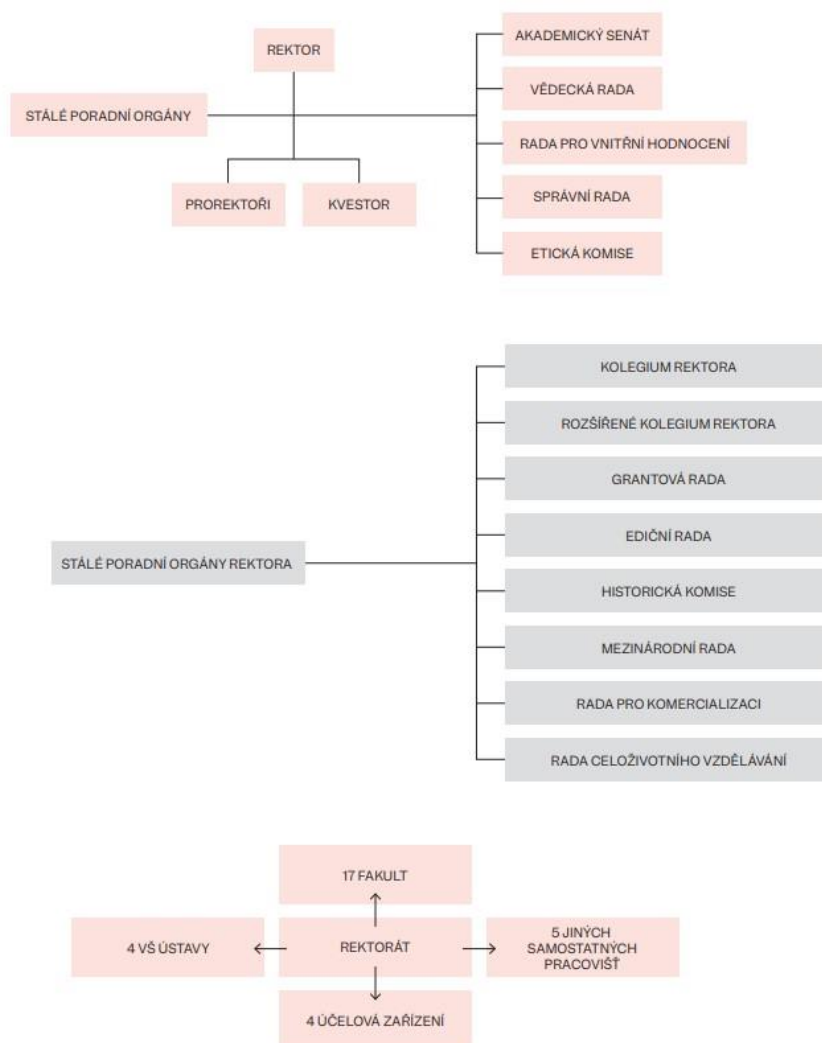 REKTOR
STÁLÉ PORADNÍ ORGÁNY
PROREKTOŘI
KVESTOR
AKADEMICKÝ SENÁT
VĚDECKÁ RADA
RADA PRO VNITŘNÍ HODNOCENÍ
SPRÁVNÍ RADA
ETICKÁ KOMISE
STÁLÉ PORADNÍ ORGÁNY REKTORA
KOLEGIUM REKTORA
ROZŠÍŘENÉ KOLEGIUM REKTORA
GRANTOVÁ RADA
EDIČNÍ RADA
HISTORICKÁ KOMISE
MEZINÁRODNÍ RADA
RADA PRO KOMERCIALIZACI
RADA CELOŽIVOTNÍHO VZDĚLÁVÁNÍ
17 FAKULT
4 VŠ ÚSTAVY
REKTORÁT
5 JINÝCH
SAMOSTATNÝCH
PRACOVIŠŤ
4 ÚČELOVÁ ZAŘÍZENÍ